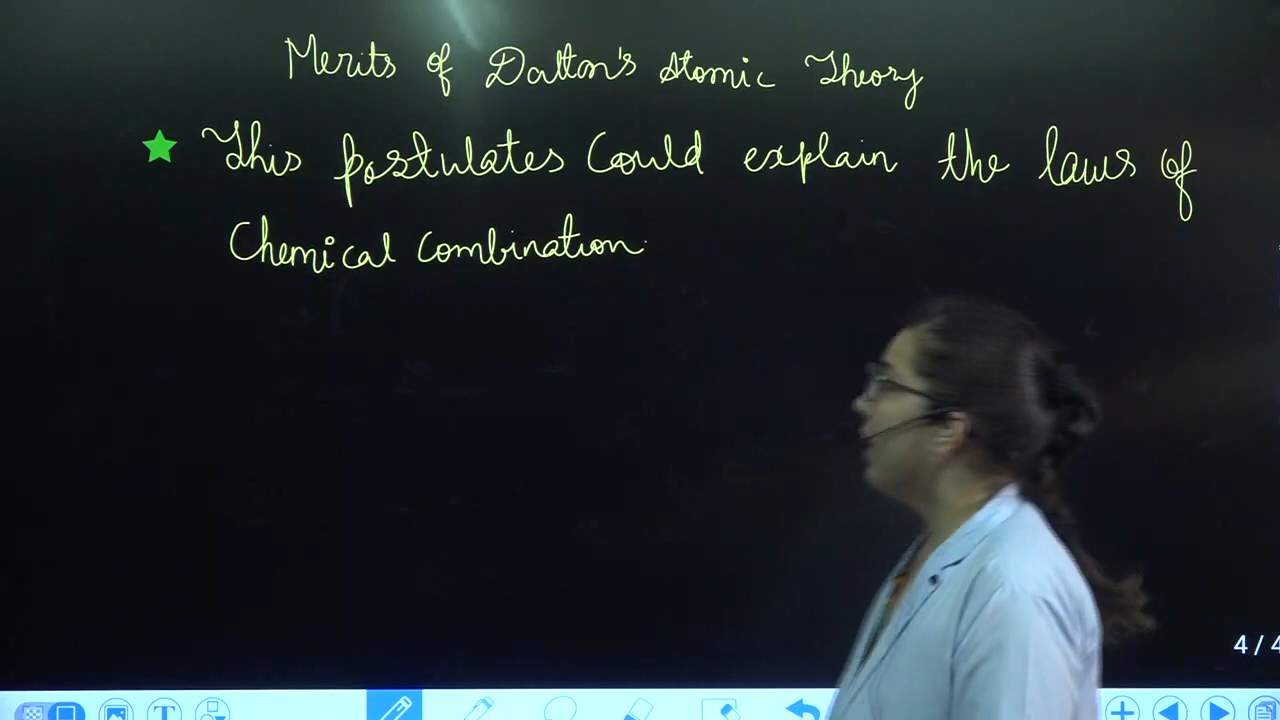 Merits of Dalton's Atomic Theory
This postulates Could explain the laws of
Chemical Combination.
4 / 4
T